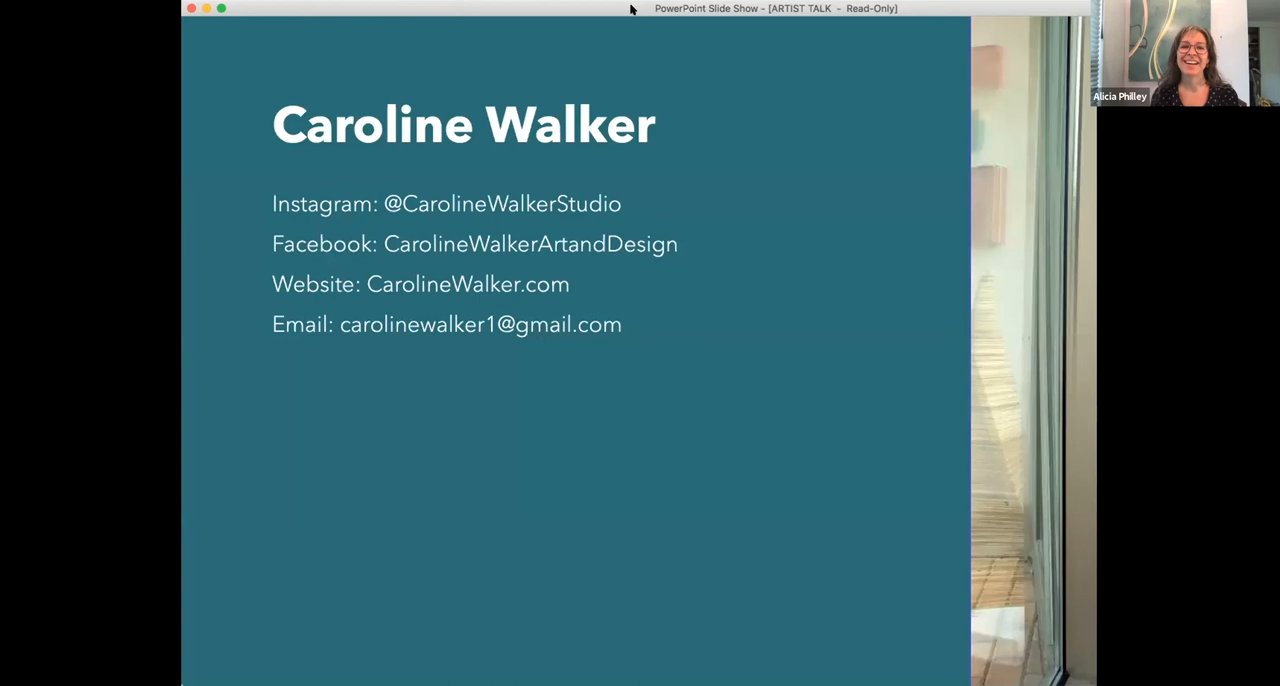 PowerPoint Slide Show - [ARTIST TALK - Read-Only]
Alicia Philley
Caroline Walker
Instagram: @CarolineWalkerStudio
Facebook: CarolineWalkerArtandDesign
Website: CarolineWalker.com
Email: carolinewalker1@gmail.com